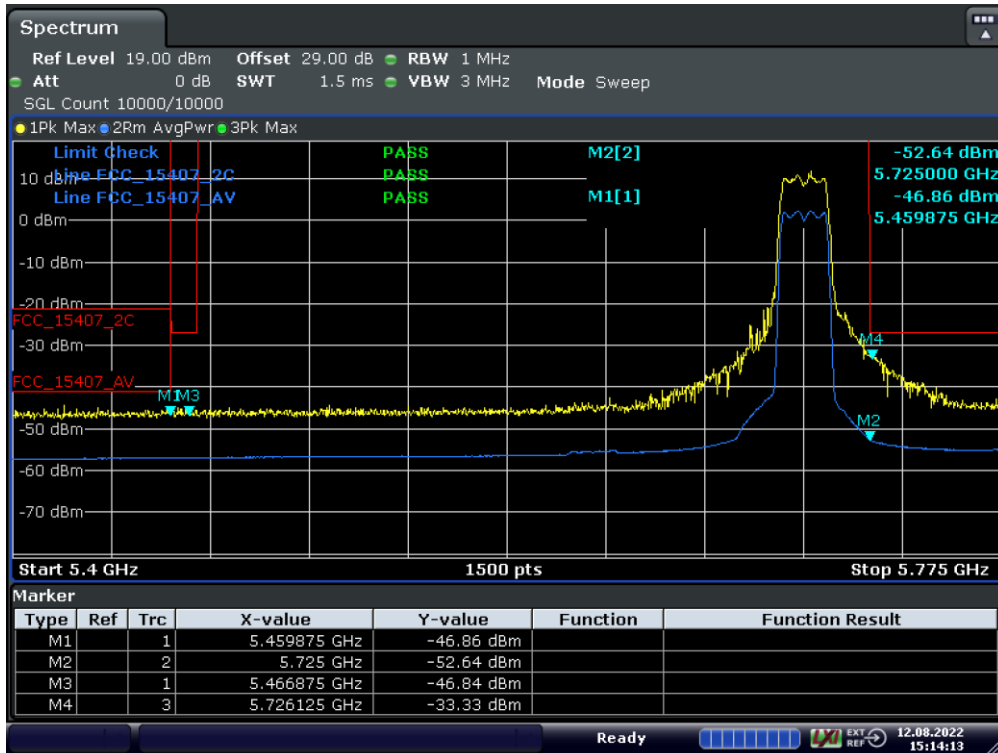 Spectrum
Ref Level 19.00 dBm Offset 29.00 dB RBW 1 MHz
Att 0 dB SWT 1.5 ms VBW 3 MHz Mode Sweep
SGL Count 10000/10000
1Pk Max 2Rm AvgPwr 3Pk Max
Limit Check PASS M2[2] -52.64 dBm
10 dBm Line FCC_15407_2C PASS 5.725000 GHz
Line FCC_15407_AV PASS M1[1] -46.86 dBm
0 dBm 5.459875 GHz
-10 dBm
-20 dBm
FCC_15407_2C
-30 dBm
M4
FCC_15407_AV
M1 M3
-50 dBm
M2
-60 dBm
-70 dBm
Start 5.4 GHz 1500 pts Stop 5.775 GHz
Marker
Type Ref Trc X-value Y-value Function Function Result
M1 1 5.459875 GHz -46.86 dBm
M2 2 5.725 GHz -52.64 dBm
M3 1 5.466875 GHz -46.84 dBm
M4 3 5.726125 GHz -33.33 dBm
Ready LXI EXT REF 12.08.2022
15:14:13